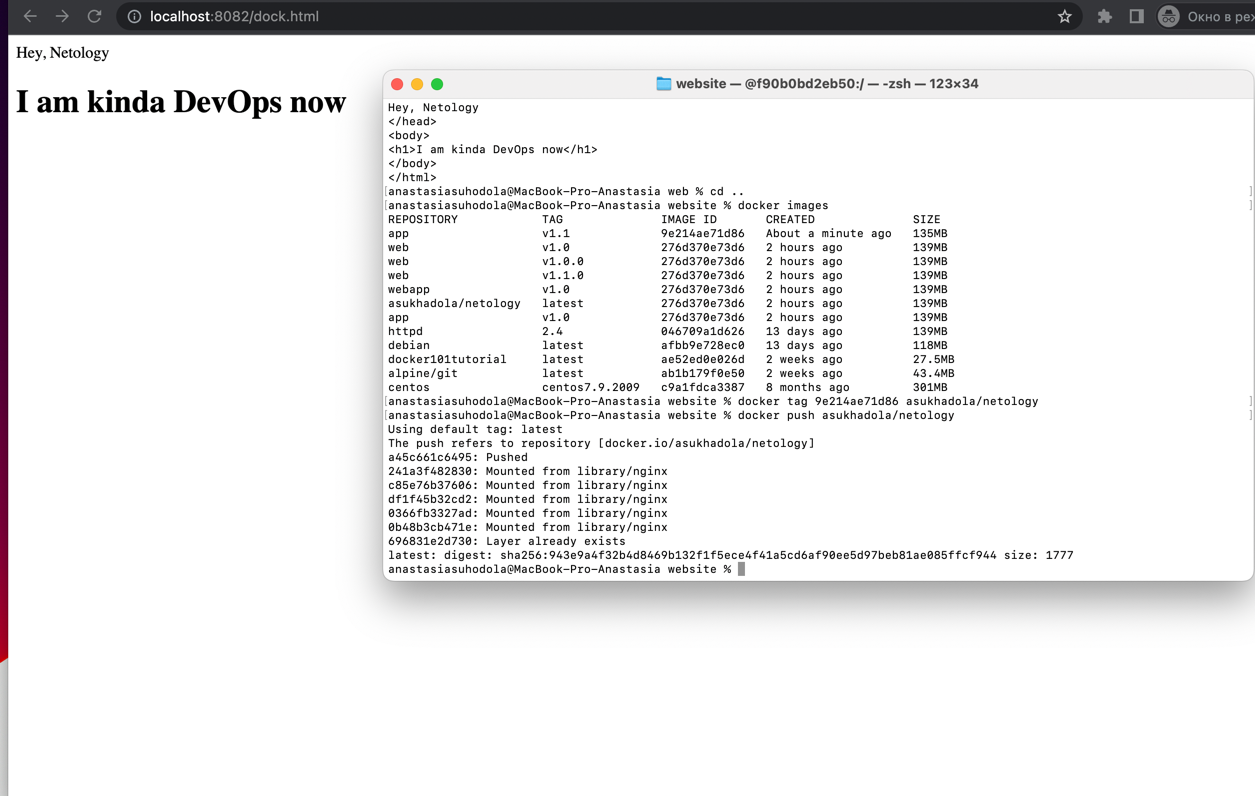 localhost:8082/dock.html
Окно в реж
Hey, Netology
I am kinda DevOps now
website — @f90b0bd2eb50:/ — -zsh — 123×34
Hey, Netology
</head>
<body>
<h1>I am kinda DevOps now</h1>
</body>
</html>
[anastasiasuhodola@MacBook-Pro-Anastasia web % cd .. ]
[anastasiasuhodola@MacBook-Pro-Anastasia website % docker images ]
REPOSITORY TAG IMAGE ID CREATED SIZE
app v1.1 9e214ae71d86 About a minute ago 135MB
web v1.0 276d370e73d6 2 hours ago 139MB
web v1.0.0 276d370e73d6 2 hours ago 139MB
web v1.1.0 276d370e73d6 2 hours ago 139MB
webapp v1.0 276d370e73d6 2 hours ago 139MB
asukhadola/netology latest 276d370e73d6 2 hours ago 139MB
app v1.0 276d370e73d6 2 hours ago 139MB
httpd 2.4 046709a1d626 13 days ago 139MB
debian latest afbb9e728ec0 13 days ago 118MB
docker101tutorial latest ae52ed0e026d 2 weeks ago 27.5MB
alpine/git latest ab1b179f0e50 2 weeks ago 43.4MB
centos centos7.9.2009 c9a1fdca3387 8 months ago 301MB
[anastasiasuhodola@MacBook-Pro-Anastasia website % docker tag 9e214ae71d86 asukhadola/netology ]
[anastasiasuhodola@MacBook-Pro-Anastasia website % docker push asukhadola/netology ]
Using default tag: latest
The push refers to repository [docker.io/asukhadola/netology]
a45c661c6495: Pushed
241a3f482830: Mounted from library/nginx
c85e76b37606: Mounted from library/nginx
df1f45b32cd2: Mounted from library/nginx
0366fb3327ad: Mounted from library/nginx
0b48b3cb471e: Mounted from library/nginx
696831e2d730: Layer already exists
latest: digest: sha256:943e9a4f32b4d8469b132f1f5ece4f41a5cd6af90ee5d97beb81ae085ffcf944 size: 1777
anastasiasuhodola@MacBook-Pro-Anastasia website %